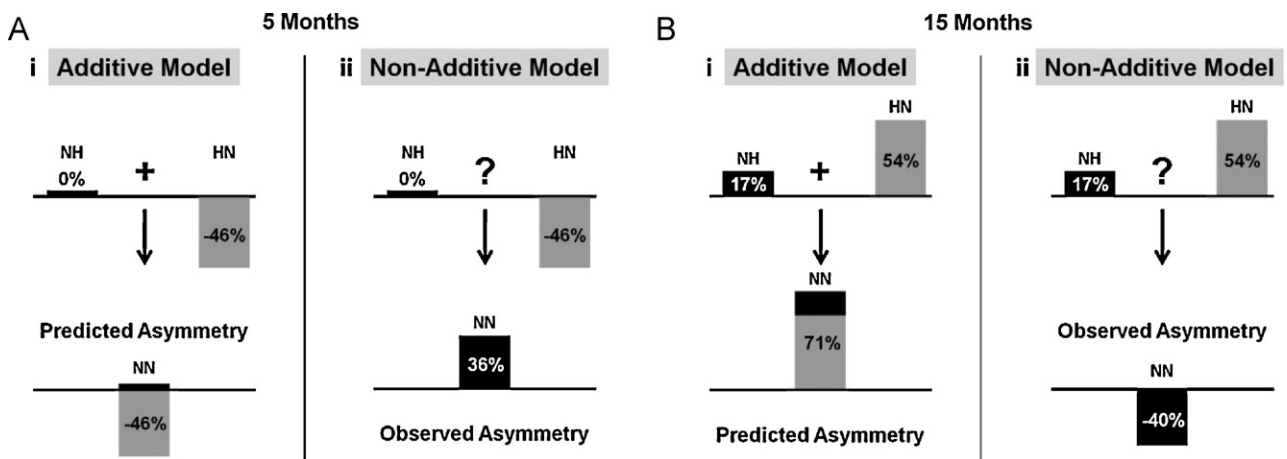 A
5 Months
i Additive Model
ii Non-Additive Model
NH
0%
+
HN
-46%
Predicted Asymmetry
NN
-46%
NH
0%
?
HN
-46%
NN
36%
Observed Asymmetry
B
15 Months
i Additive Model
ii Non-Additive Model
NH
17%
+
HN
54%
NN
71%
Predicted Asymmetry
NH
17%
?
HN
54%
Observed Asymmetry
NN
-40%